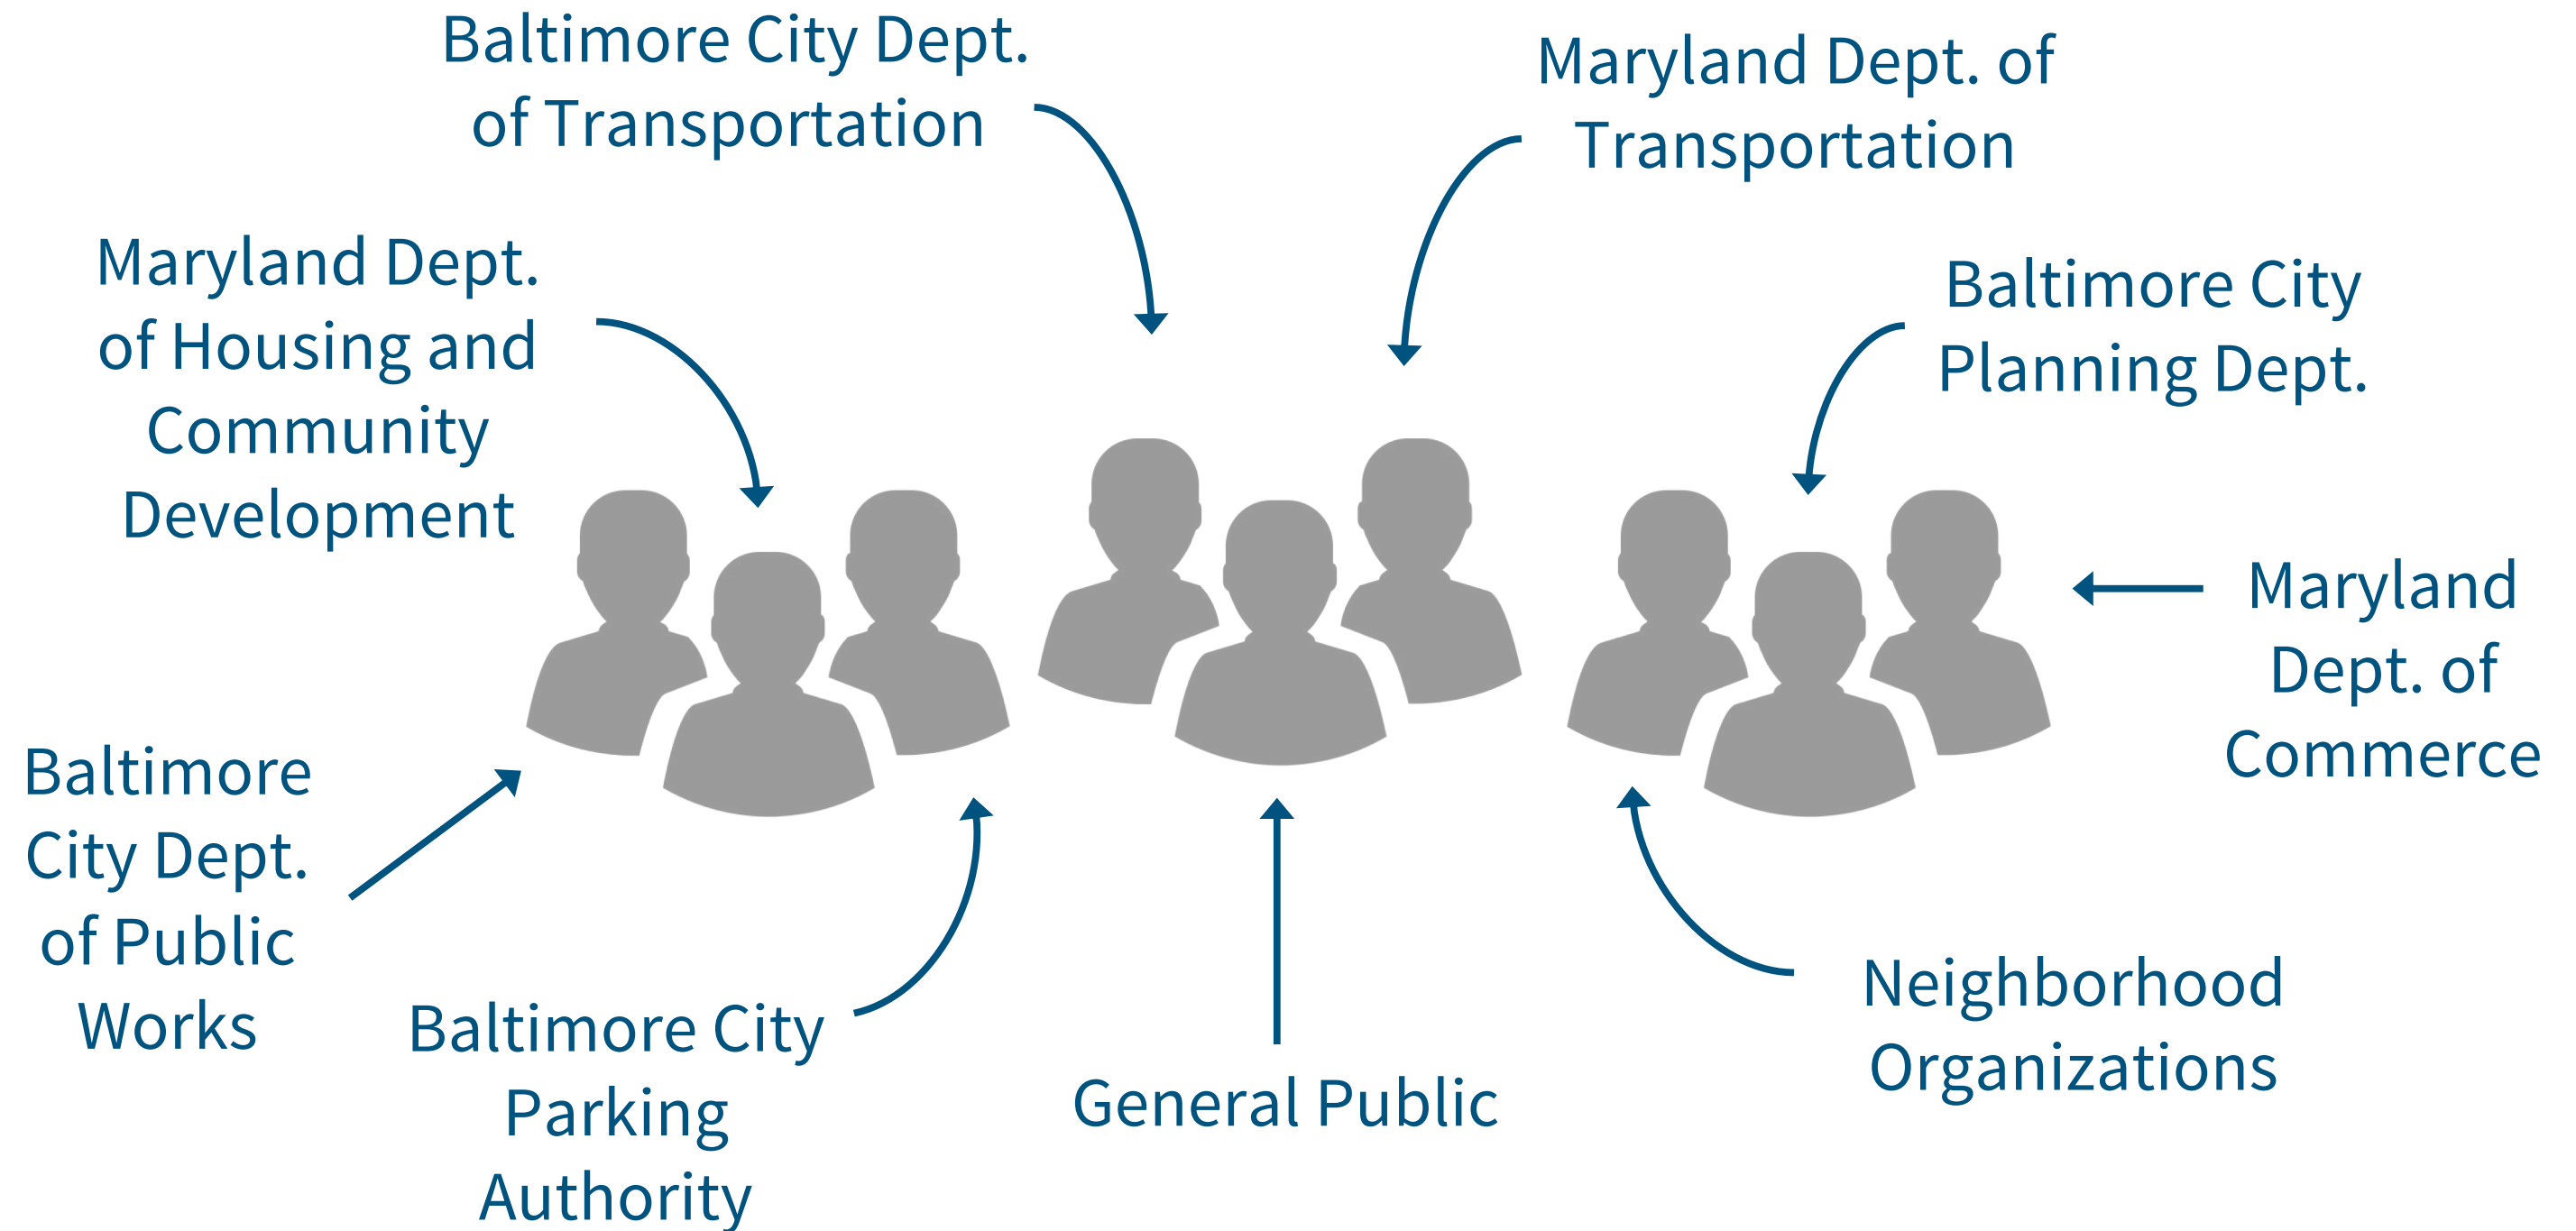 Baltimore City Dept.
of Transportation
Maryland Dept. of
Transportation
Maryland Dept.
of Housing and
Community
Development
Baltimore City
Planning Dept.
Maryland
Dept. of
Commerce
Baltimore
City Dept.
of Public
Works
Baltimore City
Parking
Authority
General Public
Neighborhood
Organizations